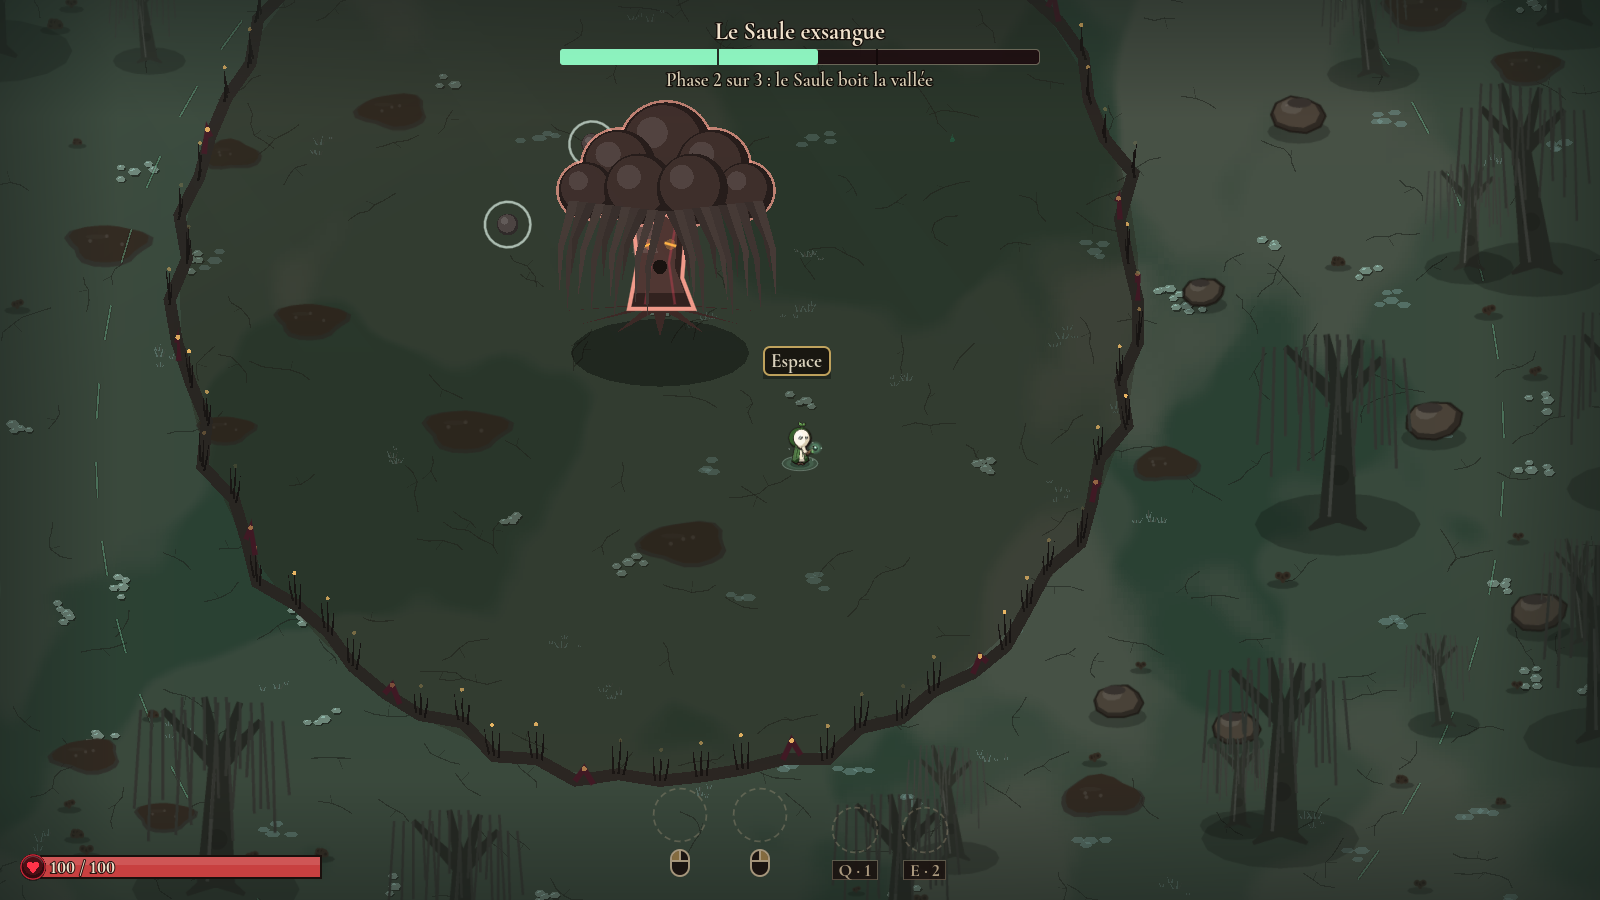 Le Saule exsangue
Phase 2 sur 3 : le Saule boit la vallée
Espace
100 / 100
Q · 1
E · 2